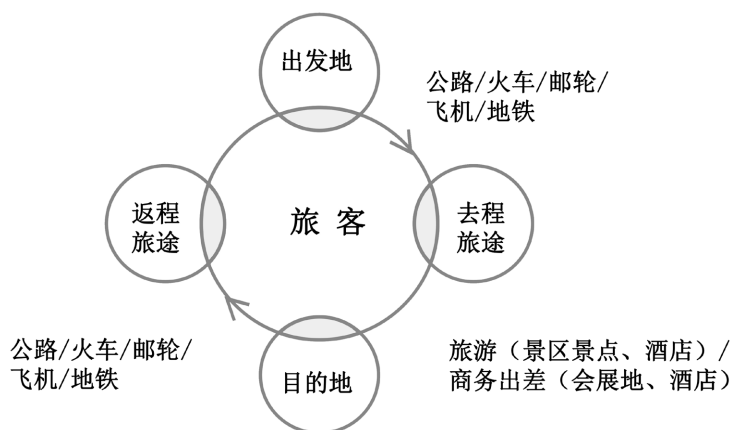 出发地
公路/火车/邮轮/
飞机/地铁
返程
旅途
旅 客
去程
旅途
公路/火车/邮轮/
飞机/地铁
目的地
旅游（景区景点、酒店）/
商务出差（会展地、酒店）